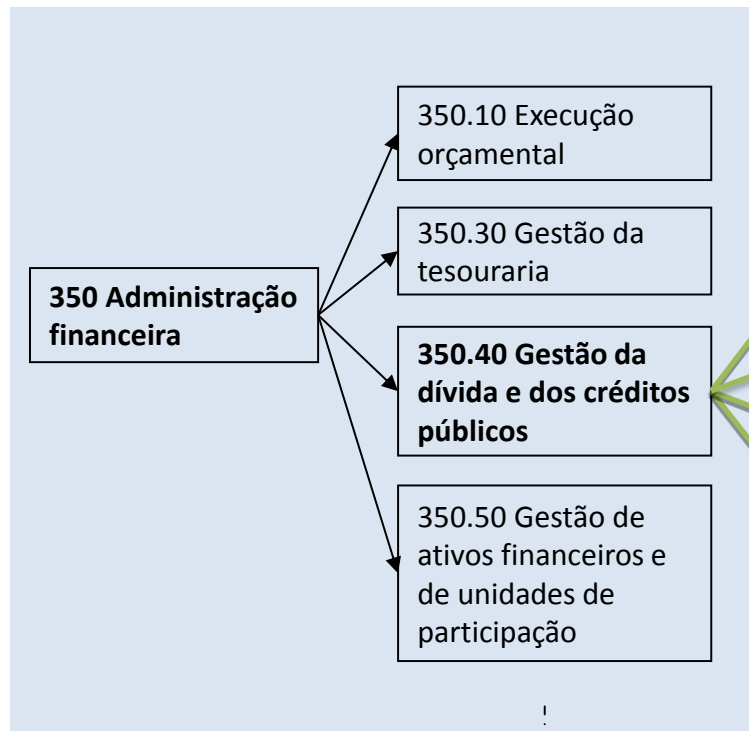 350 Administração
financeira
350.10 Execução
orçamental
350.30 Gestão da
tesouraria
350.40 Gestão da
dívida e dos créditos
públicos
350.50 Gestão de
ativos financeiros e
de unidades de
participação